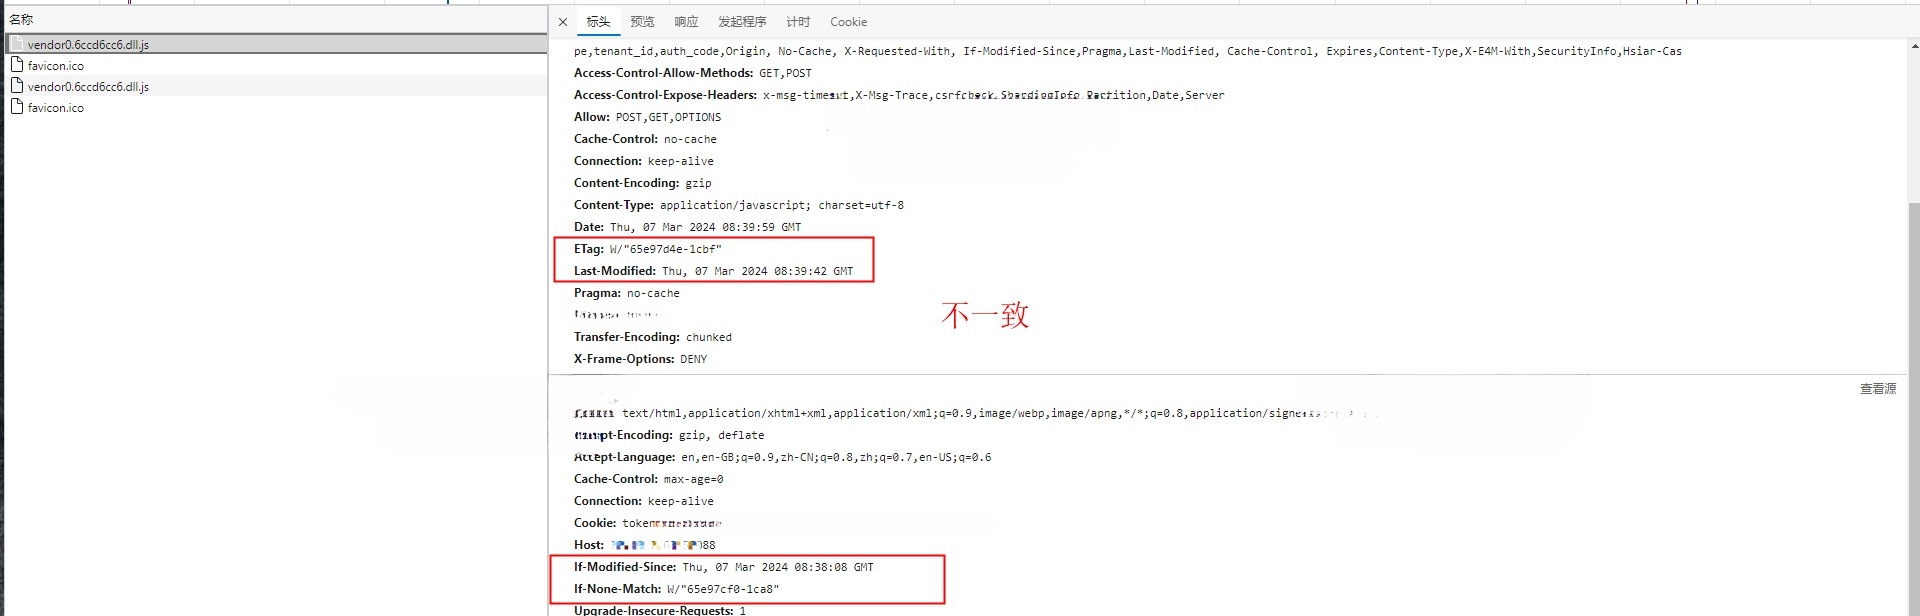 名称
vendor0.6ccd6cc6.dll.js
favicon.ico
vendor0.6ccd6cc6.dll.js
favicon.ico
× 标头 预览 响应 发起程序 计时 Cookie
pe,tenant_id,auth_code,Origin, No-Cache, X-Requested-With, If-Modified-Since,Pragma,Last-Modified, Cache-Control, Expires,Content-Type,X-E4M-With,SecurityInfo,Hsiar-Cas
Access-Control-Allow-Methods: GET,POST
Access-Control-Expose-Headers: x-msg-timeout,X-Msg-Trace,csrfcheck,ShardingInfo,Partition,Date,Server
Allow: POST,GET,OPTIONS
Cache-Control: no-cache
Connection: keep-alive
Content-Encoding: gzip
Content-Type: application/javascript; charset=utf-8
Date: Thu, 07 Mar 2024 08:39:59 GMT
ETag: W/"65e97d4e-1cbf"
Last-Modified: Thu, 07 Mar 2024 08:39:42 GMT
Pragma: no-cache
不一致
Transfer-Encoding: chunked
X-Frame-Options: DENY
查看源
text/html,application/xhtml+xml,application/xml;q=0.9,image/webp,image/apng,*/*;q=0.8,application/signe
Accept-Encoding: gzip, deflate
Accept-Language: en,en-GB;q=0.9,zh-CN;q=0.8,zh;q=0.7,en-US;q=0.6
Cache-Control: max-age=0
Connection: keep-alive
Cookie: token
Host: 088
If-Modified-Since: Thu, 07 Mar 2024 08:38:08 GMT
If-None-Match: W/"65e97cf0-1ca8"
Upgrade-Insecure-Requests: 1